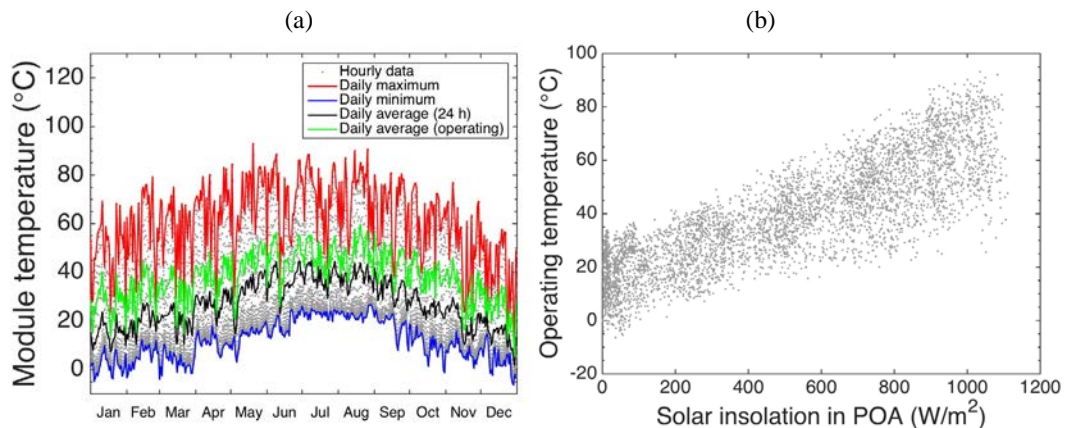 (a)
Module temperature (°C)
120
100
80
60
40
20
0
Hourly data
Daily maximum
Daily minimum
Daily average (24 h)
Daily average (operating)
Jan Feb Mar Apr May Jun Jul Aug Sep Oct Nov Dec
(b)
Operating temperature (°C)
100
80
60
40
20
0
-20
0 200 400 600 800 1000 1200
Solar insolation in POA (W/m²)